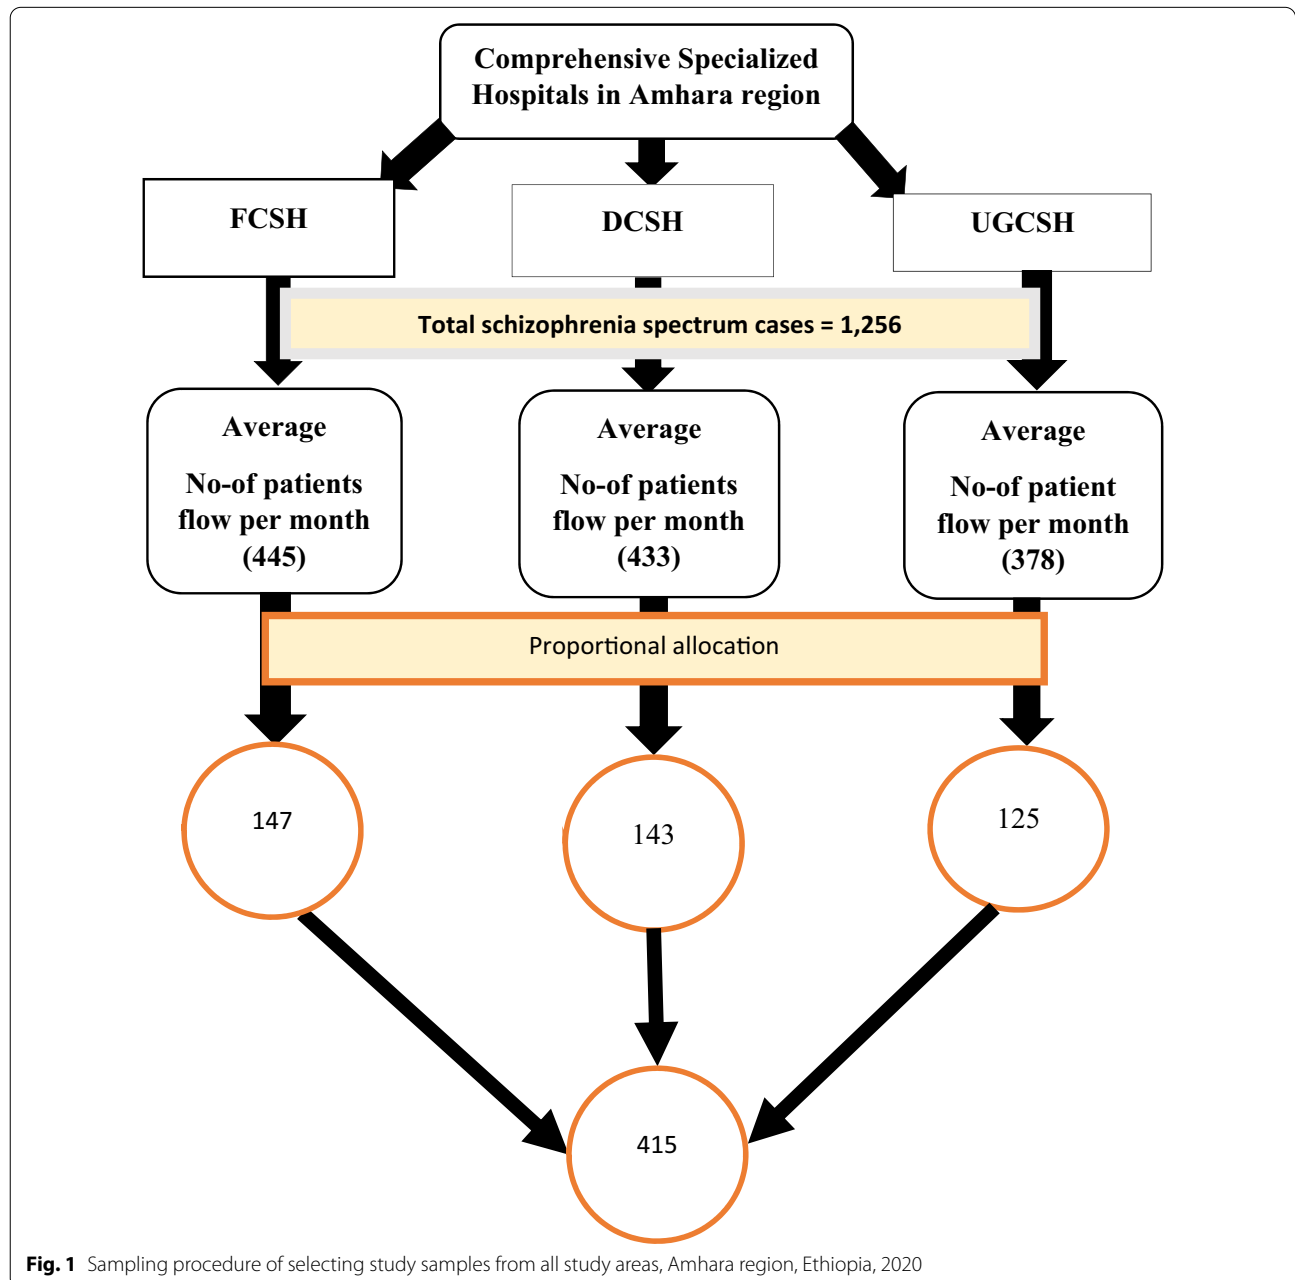 Comprehensive Specialized
Hospitals in Amhara region
FCSH
DCSH
UGCSH
Total schizophrenia spectrum cases = 1,256
Average
No-of patients
flow per month
(445)
Average
No-of patients
flow per month
(433)
Average
No-of patient
flow per month
(378)
Proportional allocation
147
143
125
415
Fig. 1 Sampling procedure of selecting study samples from all study areas, Amhara region, Ethiopia, 2020